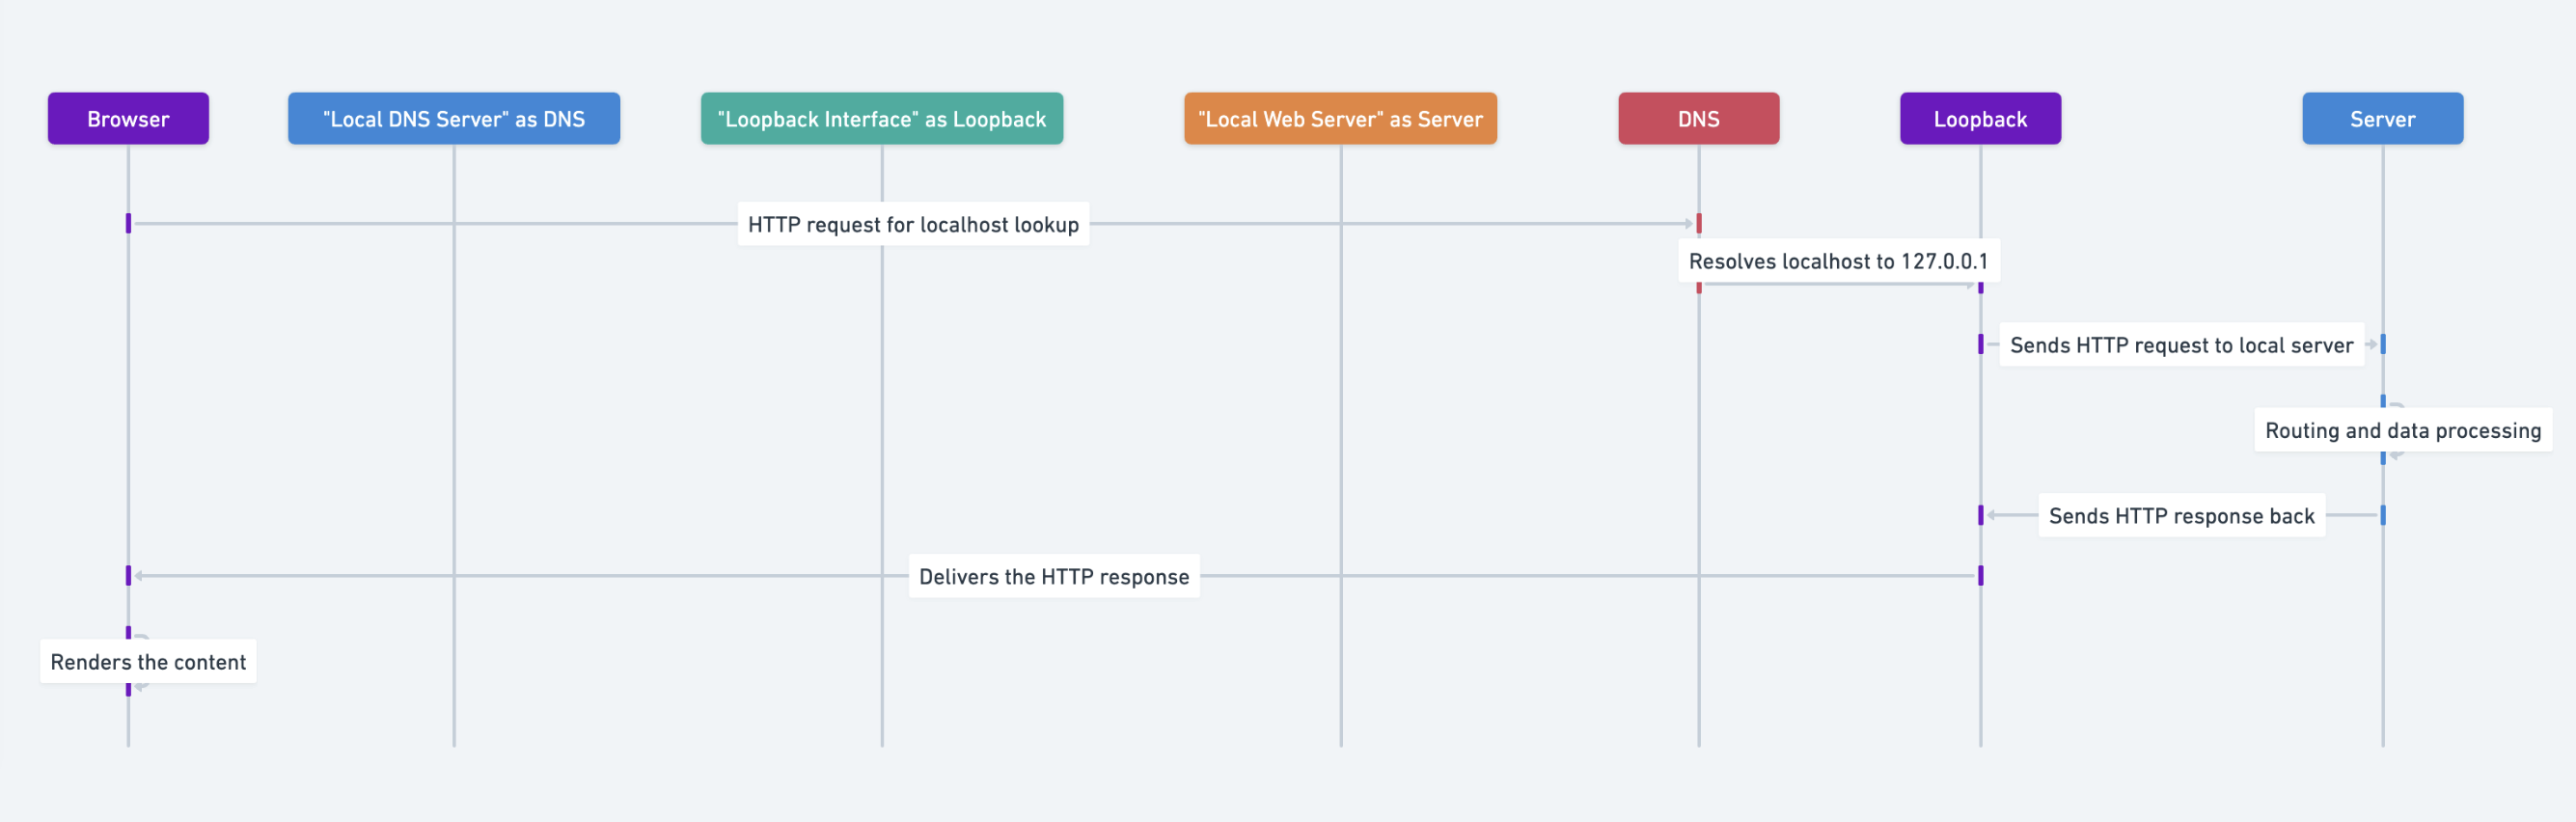 Browser
"Local DNS Server" as DNS
"Loopback Interface" as Loopback
"Local Web Server" as Server
DNS
Loopback
Server
HTTP request for localhost lookup
Resolves localhost to 127.0.0.1
Sends HTTP request to local server
Routing and data processing
Sends HTTP response back
Delivers the HTTP response
Renders the content